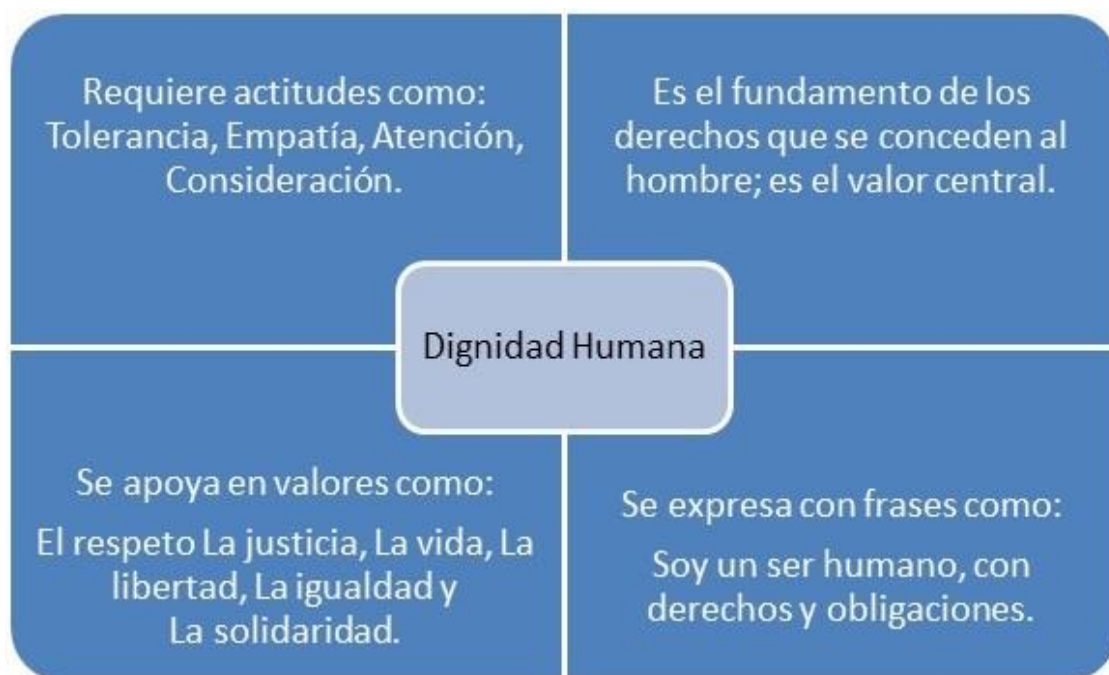 Requiere actitudes como:
Tolerancia, Empatía, Atención,
Consideración.
Es el fundamento de los
derechos que se conceden al
hombre; es el valor central.
Dignidad Humana
Se apoya en valores como:
El respeto La justicia, La vida, La
libertad, La igualdad y
La solidaridad.
Se expresa con frases como:
Soy un ser humano, con
derechos y obligaciones.